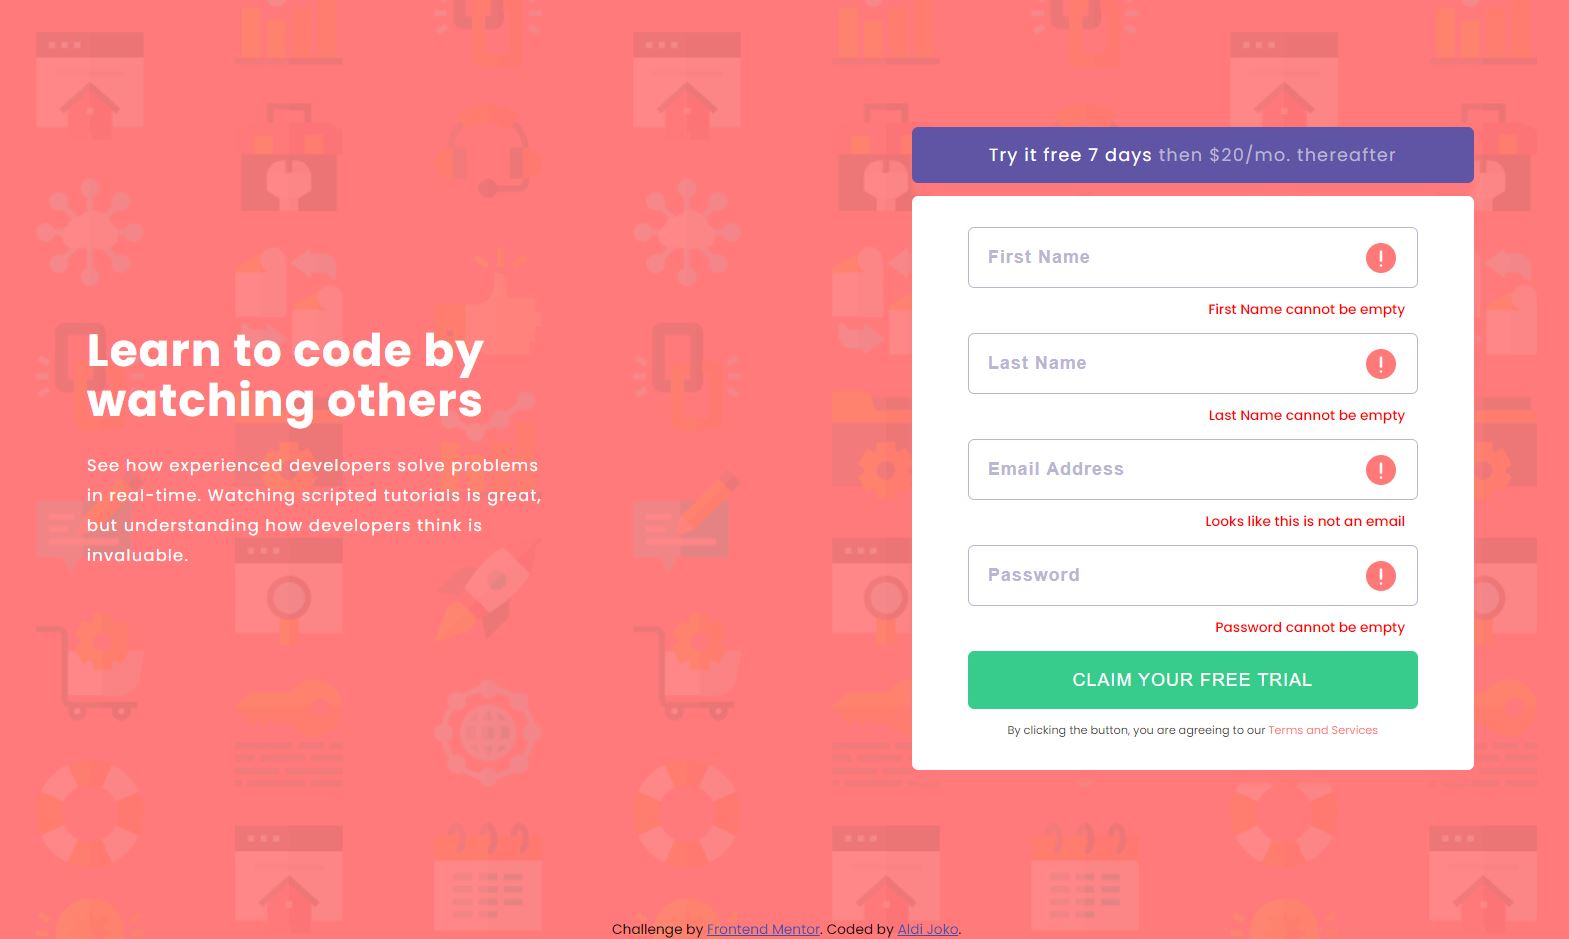 Learn to code by
watching others
See how experienced developers solve problems
in real-time. Watching scripted tutorials is great,
but understanding how developers think is
invaluable.
Try it free 7 days then $20/mo. thereafter
First Name
First Name cannot be empty
Last Name
Last Name cannot be empty
Email Address
Looks like this is not an email
Password
Password cannot be empty
CLAIM YOUR FREE TRIAL
By clicking the button, you are agreeing to our Terms and Services
Challenge by Frontend Mentor. Coded by Aldi Joko.